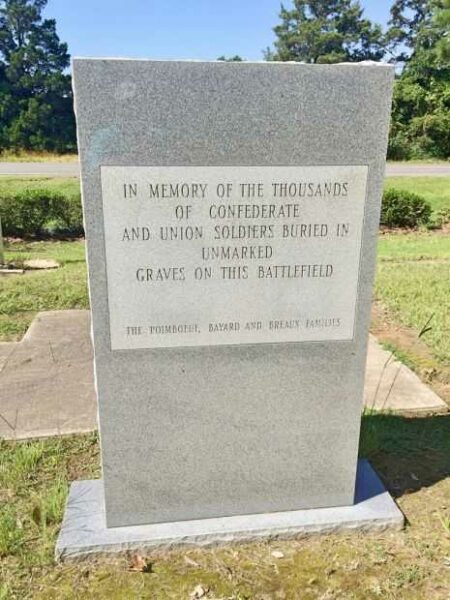 IN MEMORY OF THE THOUSANDS
OF CONFEDERATE
AND UNION SOLDIERS BURIED IN
UNMARKED
GRAVES ON THIS BATTLEFIELD
THE POIMBOEUF, BAYARD AND BREAUX FAMILIES